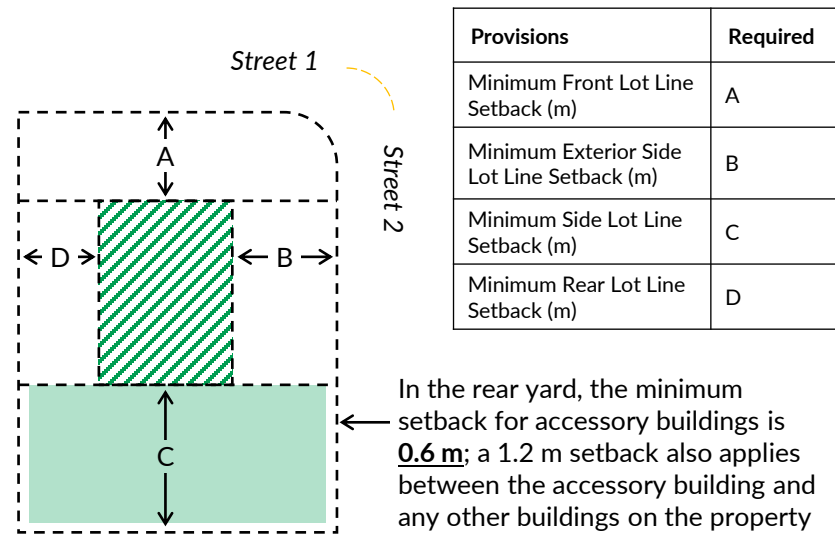 Street 1
Street 2
A
D
B
C
Provisions Required
Minimum Front Lot Line
Setback (m)
A
Minimum Exterior Side
Lot Line Setback (m)
B
Minimum Side Lot Line
Setback (m)
C
Minimum Rear Lot Line
Setback (m)
D
In the rear yard, the minimum
setback for accessory buildings is
0.6 m; a 1.2 m setback also applies
between the accessory building and
any other buildings on the property